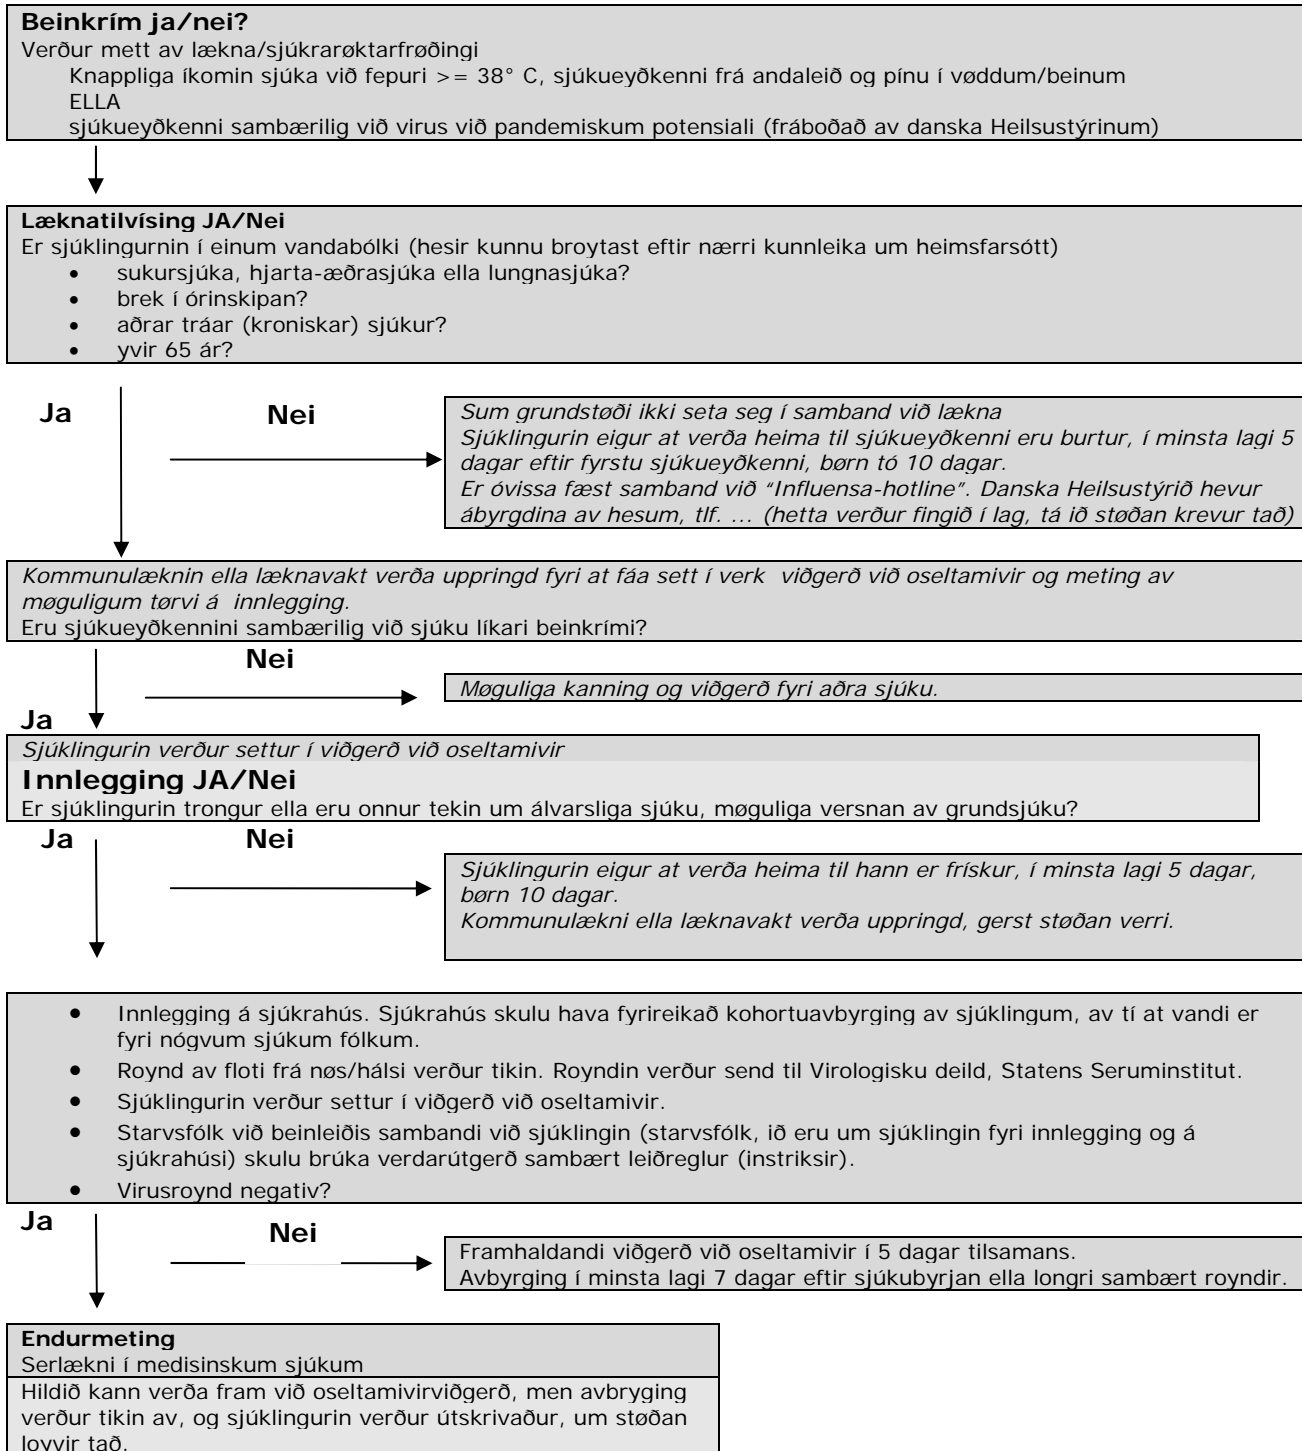 Beinkrím ja/nei?
Verður mett av lækna/sjúkrarøktarfrøðingi
Knappliga íkomin sjúka við fepuri >= 38° C, sjúkueyðkenni frá andaleið og pínu í vøddum/beinum
ELLA
sjúkueyðkenni sambærilig við virus við pandemiskum potensiali (fráboðað av danska Heilsustýrinum)
Læknatilvísing JA/Nei
Er sjúklingurnin í einum vandabólki (hesir kunnu broytast eftir nærri kunnleika um heimsfarsótt)
• sukursjúka, hjarta-æðrasjúka ella lungnasjúka?
• brek í órinskipan?
• aðrar tráar (kroniskar) sjúkur?
• yvir 65 ár?
Ja
Nei
Sum grundstøði ikki seta seg í samband við lækna
Sjúklingurin eigur at verða heima til sjúkueyðkenni eru burtur, í minsta lagi 5
dagar eftir fyrstu sjúkueyðkenni, børn tó 10 dagar.
Er óvissa fæst samband við “Influensa-hotline”. Danska Heilsustýrið hevur
ábyrgdina av hesum, tlf. ... (hetta verður fingið í lag, tá ið støðan krevur tað)
Kommunulæknin ella læknavakt verða uppringd fyri at fáa sett í verk viðgerð við oseltamivir og meting av
møguligum tørvi á innlegging.
Eru sjúkueyðkennini sambærilig við sjúku líkari beinkrími?
Nei
Møguliga kanning og viðgerð fyri aðra sjúku.
Ja
Sjúklingurin verður settur í viðgerð við oseltamivir
Innlegging JA/Nei
Er sjúklingurin trongur ella eru onnur tekin um álvarsliga sjúku, møguliga versnan av grundsjúku?
Ja
Nei
Sjúklingurin eigur at verða heima til hann er frískur, í minsta lagi 5 dagar,
børn 10 dagar.
Kommunulækni ella læknavakt verða uppringd, gerst støðan verri.
• Innlegging á sjúkrahús. Sjúkrahús skulu hava fyrireikað kohortuavbyrging av sjúklingum, av tí at vandi er
fyri nógvum sjúkum fólkum.
• Roynd av floti frá nøs/hálsi verður tikin. Royndin verður send til Virologisku deild, Statens Seruminstitut.
• Sjúklingurin verður settur í viðgerð við oseltamivir.
• Starvsfólk við beinleiðis sambandi við sjúklingin (starvsfólk, ið eru um sjúklingin fyri innlegging og á
sjúkrahúsi) skulu brúka verdarútgerð sambært leiðreglur (instriksir).
• Virusroynd negativ?
Ja
Nei
Framhaldandi viðgerð við oseltamivir í 5 dagar tilsamans.
Avbyrging í minsta lagi 7 dagar eftir sjúkubyrjan ella longri sambært royndir.
Endurmeting
Serlækni í medisinskum sjúkum
Hildið kann verða fram við oseltamivirviðgerð, men avbryging
verður tikin av, og sjúklingurin verður útskrivaður, um støðan
loyvir tað.